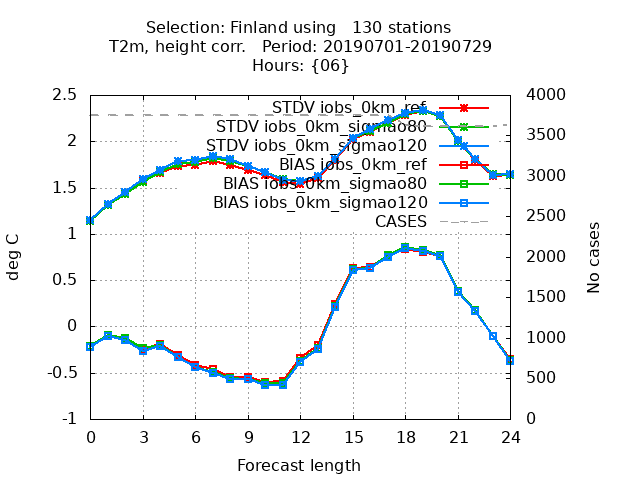 Selection: Finland using   130 stations
T2m, height corr.   Period: 20190701-20190729
Hours: {06}
2.5
2
1.5
1
0.5
0
-0.5
-1
4000
3500
3000
2500
2000
1500
1000
500
0
deg C
No cases
STDV iobs_0km_ref
STDV iobs_0km_sigmao80
STDV iobs_0km_sigmao120
BIAS iobs_0km_ref
BIAS iobs_0km_sigmao80
BIAS iobs_0km_sigmao120
CASES
0 3 6 9 12 15 18 21 24
Forecast length